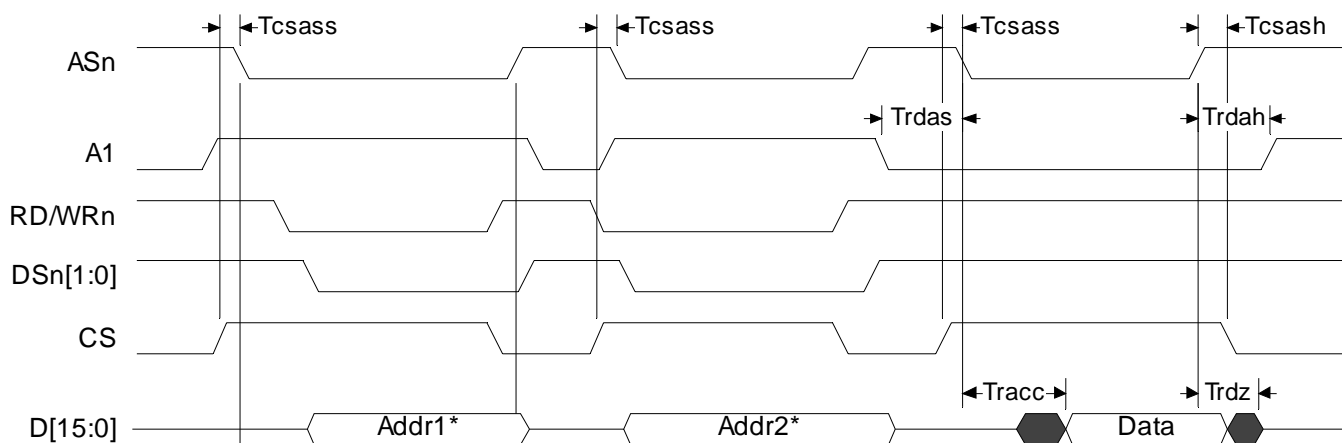 Tcsass Tcsass Tcsass Tcsash
ASn
Trdas Trdah
A1
RD/WRn
DSn[1:0]
CS
Tracc Trdz
D[15:0] Addr1* Addr2* Data